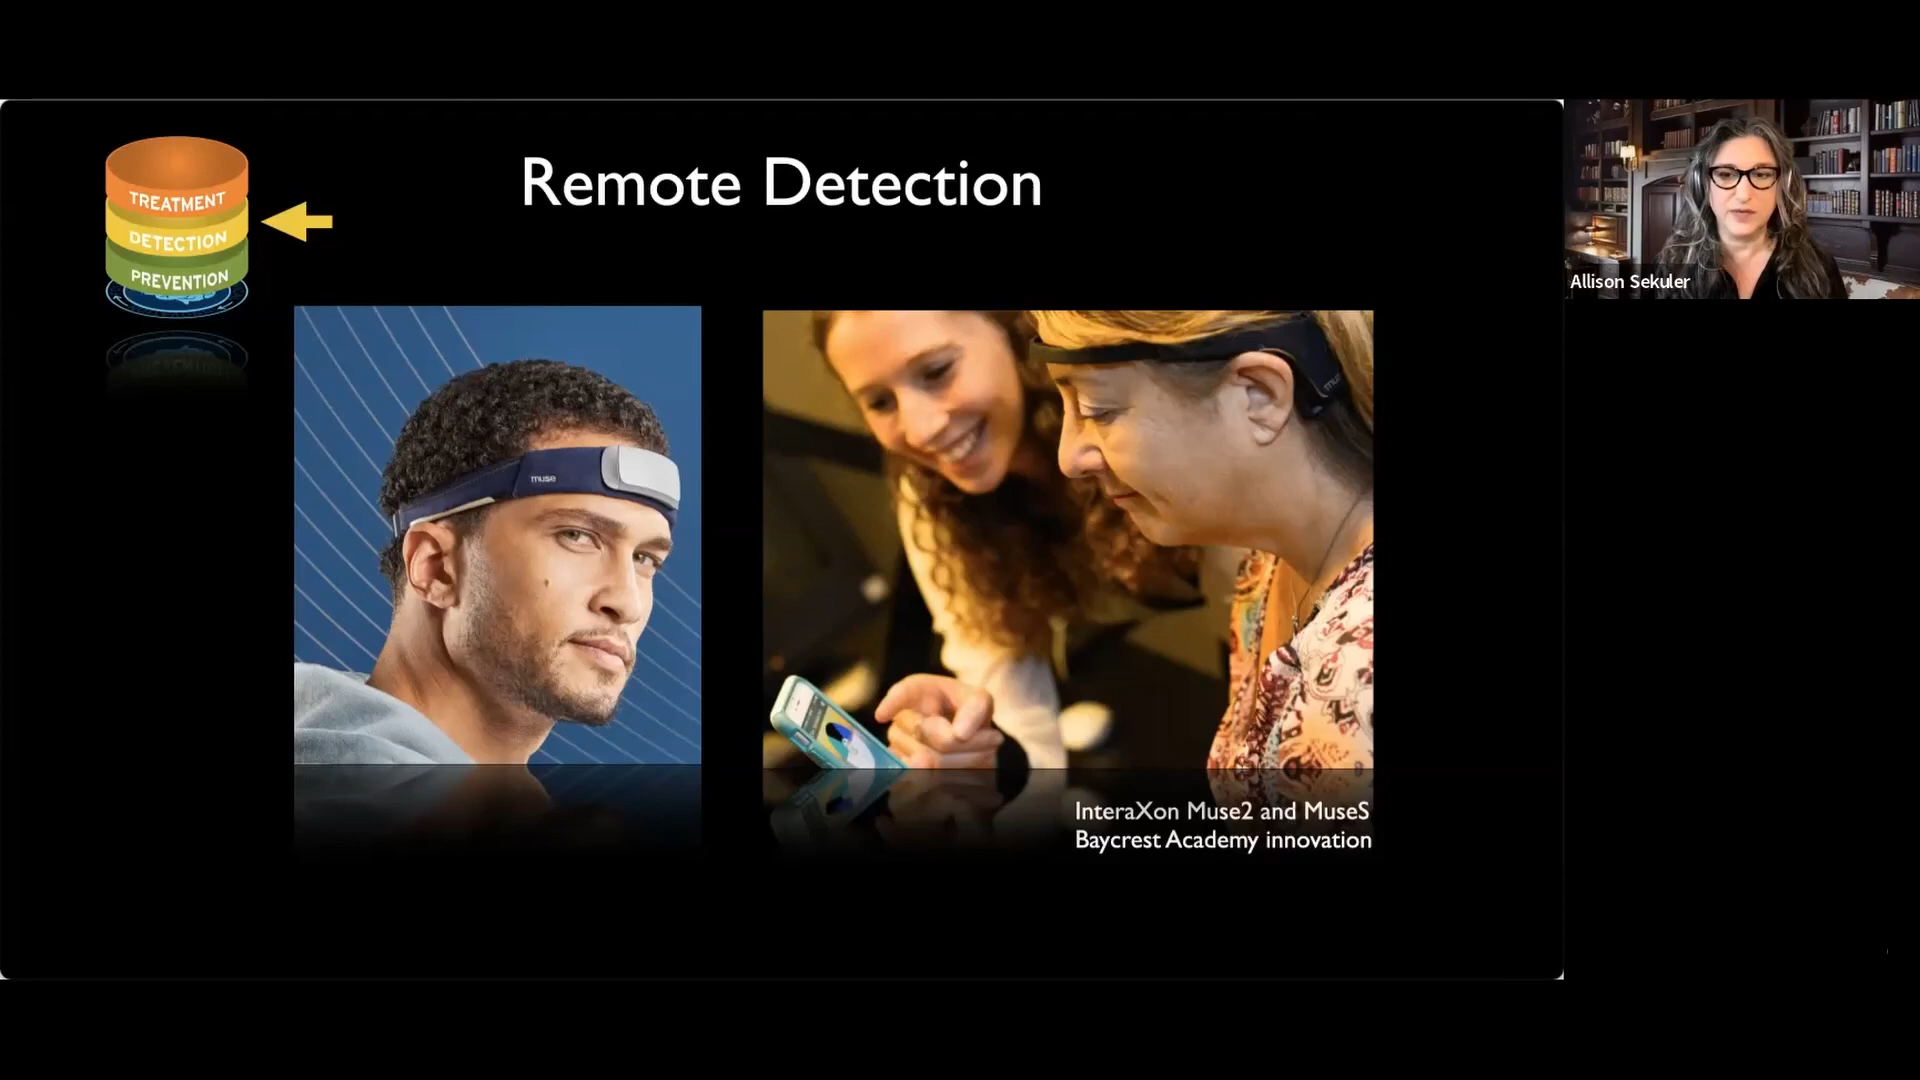 Remote Detection
TREATMENT
DETECTION
PREVENTION
Allison Sekuler
muse
InteraXon Muse2 and MuseS
Baycrest Academy innovation